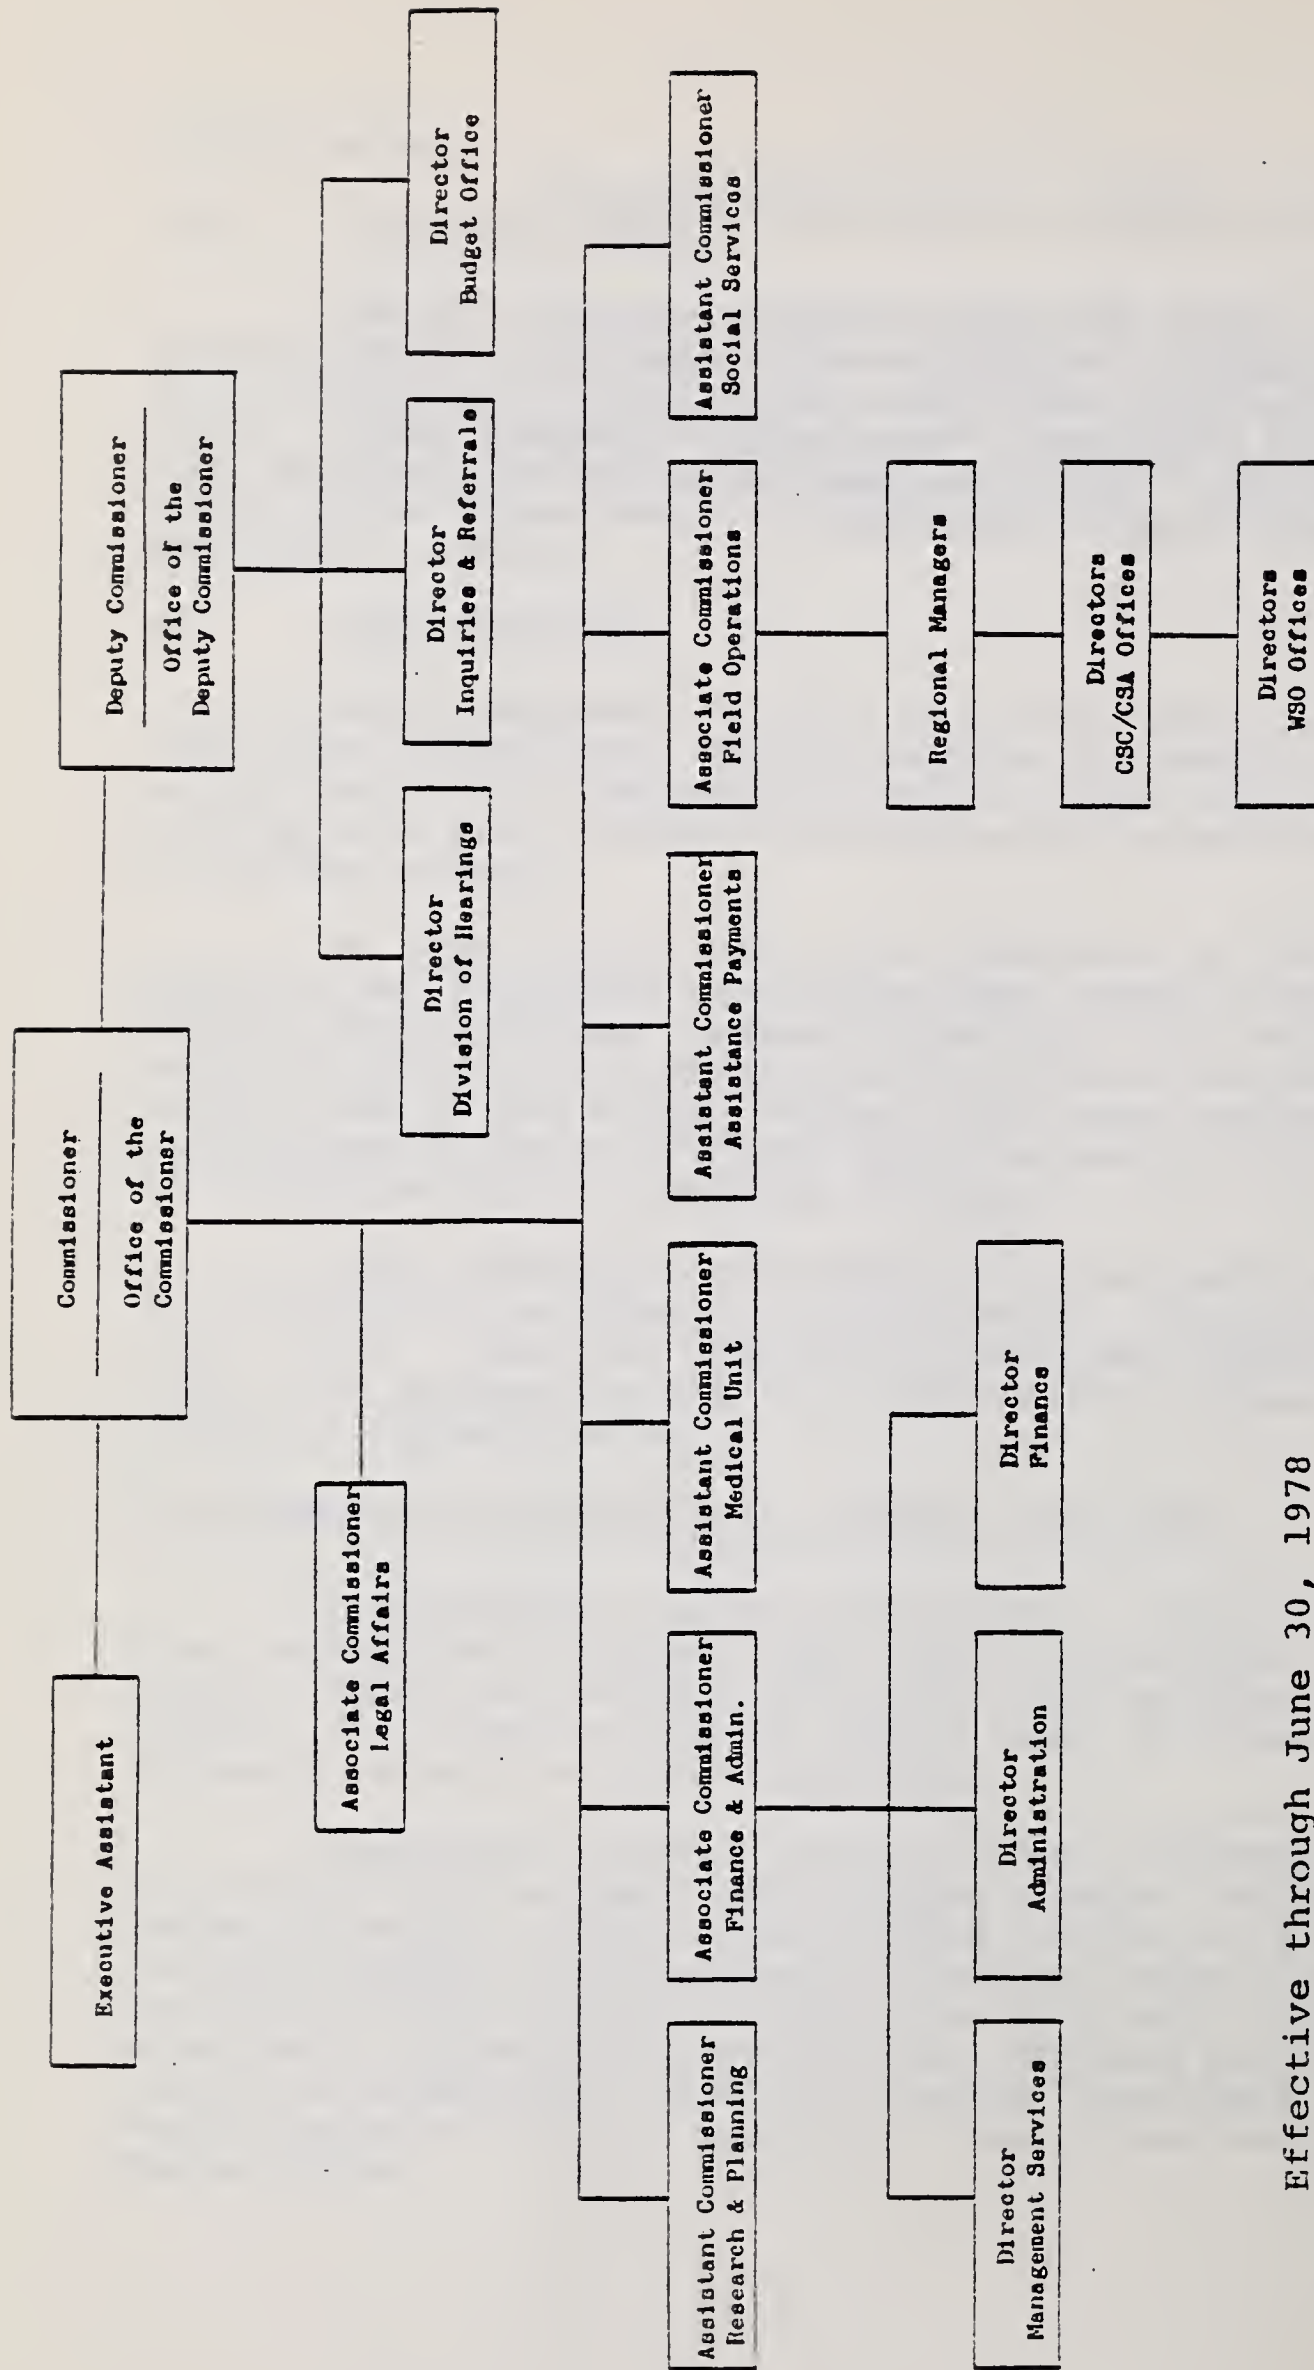 Executive Assistant
Commissioner
Office of the
Commissioner
Deputy Commissioner
Office of the
Deputy Commissioner
Associate Commissioner
Legal Affairs
Director
Division of Hearings
Director
Inquiries & Referrals
Director
Budget Office
Assistant Commissioner
Research & Planning
Associate Commissioner
Finance & Admin.
Assistant Commissioner
Medical Unit
Assistant Commissioner
Assistance Payments
Associate Commissioner
Field Operations
Assistant Commissioner
Social Services
Director
Management Services
Director
Administration
Director
Finance
Regional Managers
Directors
CSC/CSA Offices
Directors
WSO Offices
Effective through June 30, 1978